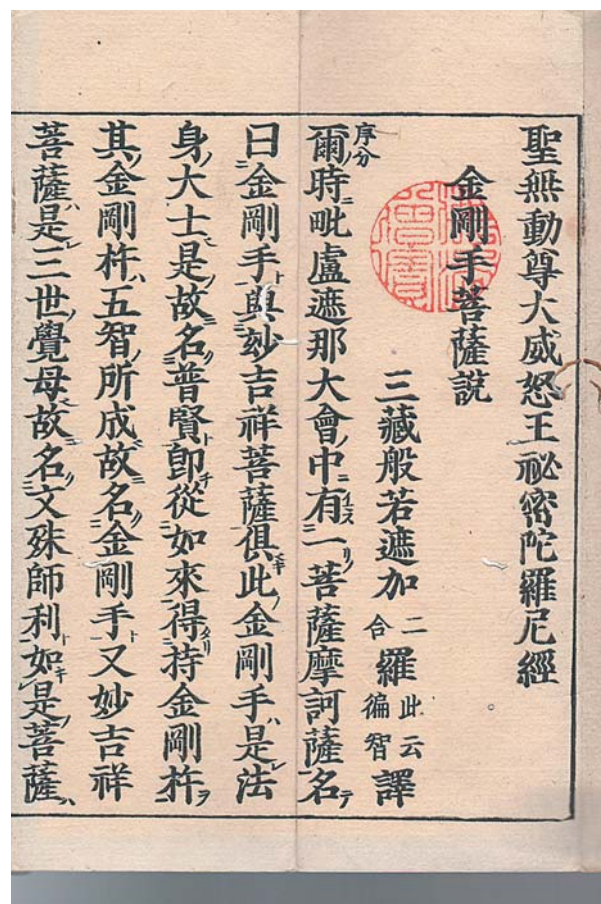 聖無動尊大威怒王祕密陀羅尼經
金剛手菩薩說
三藏般若遮加二合羅此云徧智譯
序分
爾時毗盧遮那大會中有一菩薩摩訶薩名
曰金剛手與玅吉祥菩薩俱此金剛手是法
身大士是故名普賢卽從如來得持金剛杵
其金剛杵五智所成故名金剛手又妙吉祥
菩薩是三世覺母故名文殊師利如是菩薩